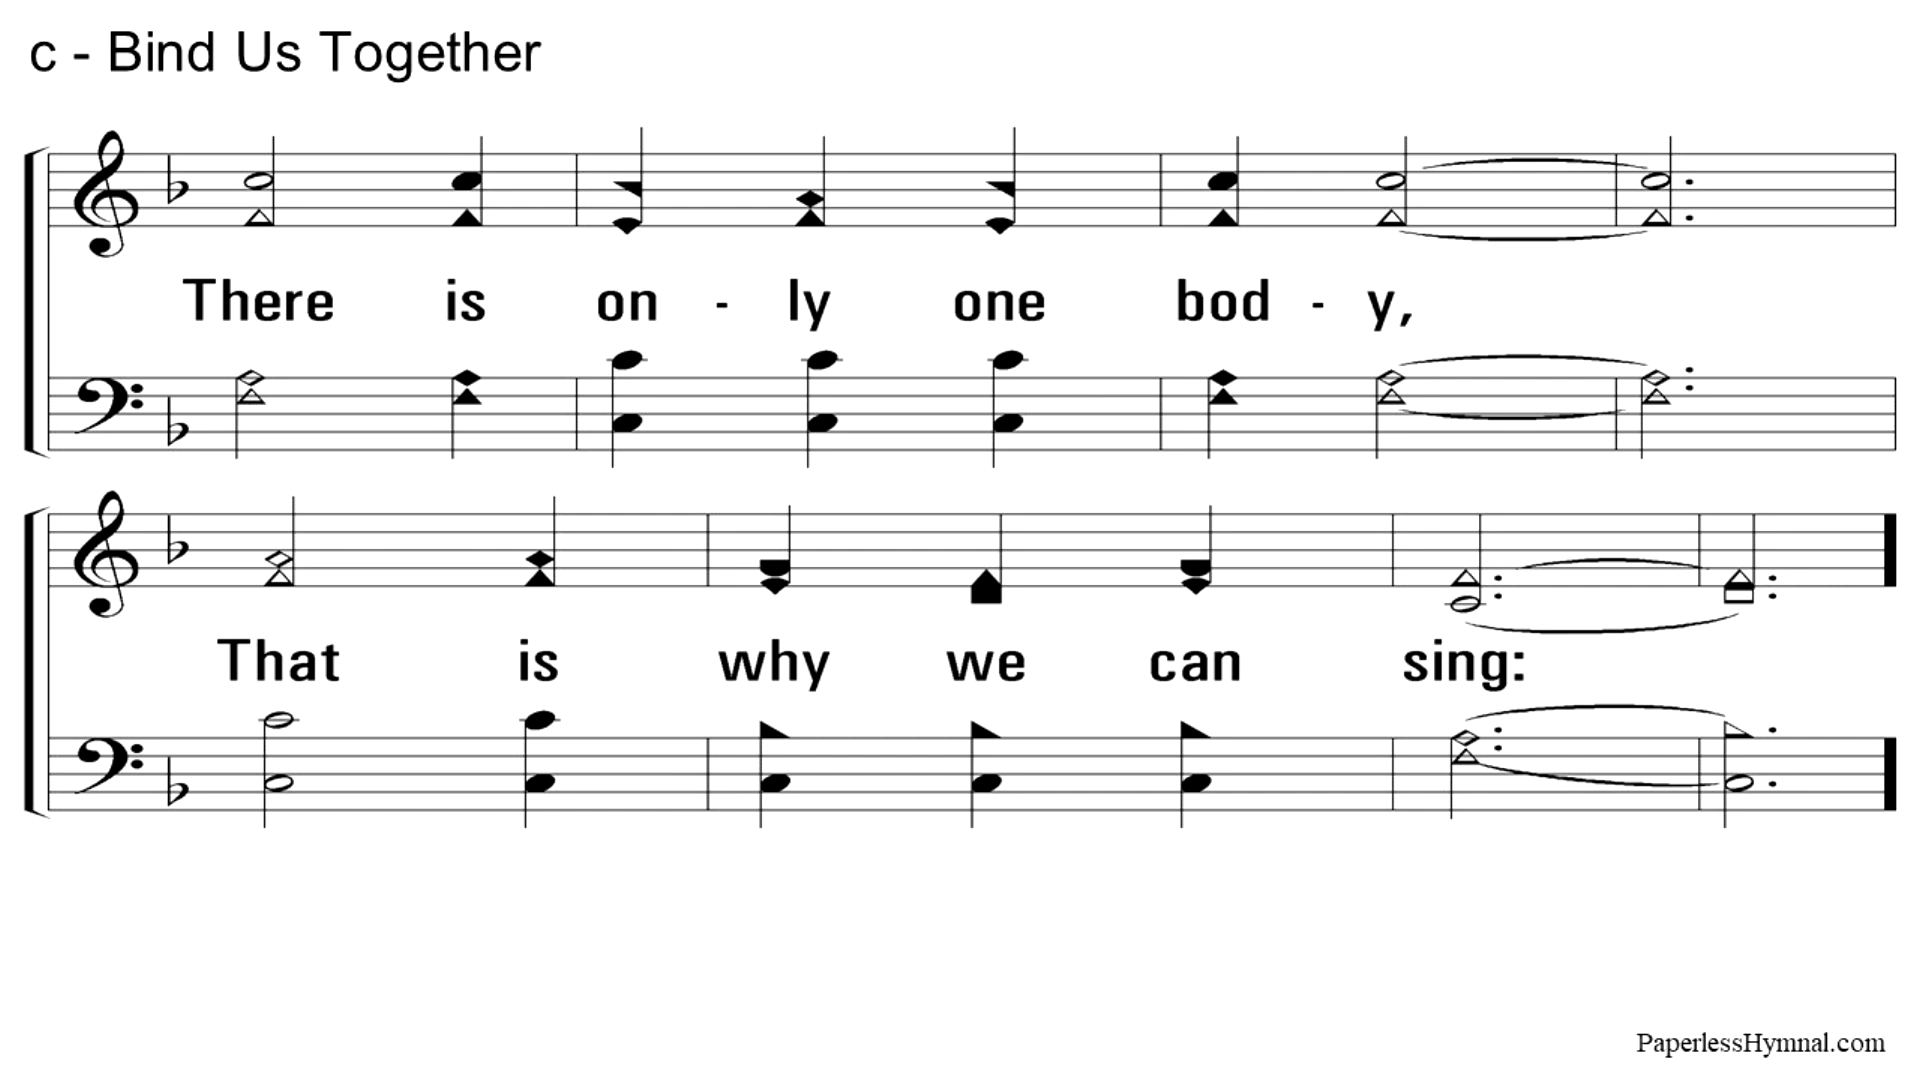 c - Bind Us Together
There is on - ly one bod - y,
That is why we can sing:
PaperlessHymnal.com